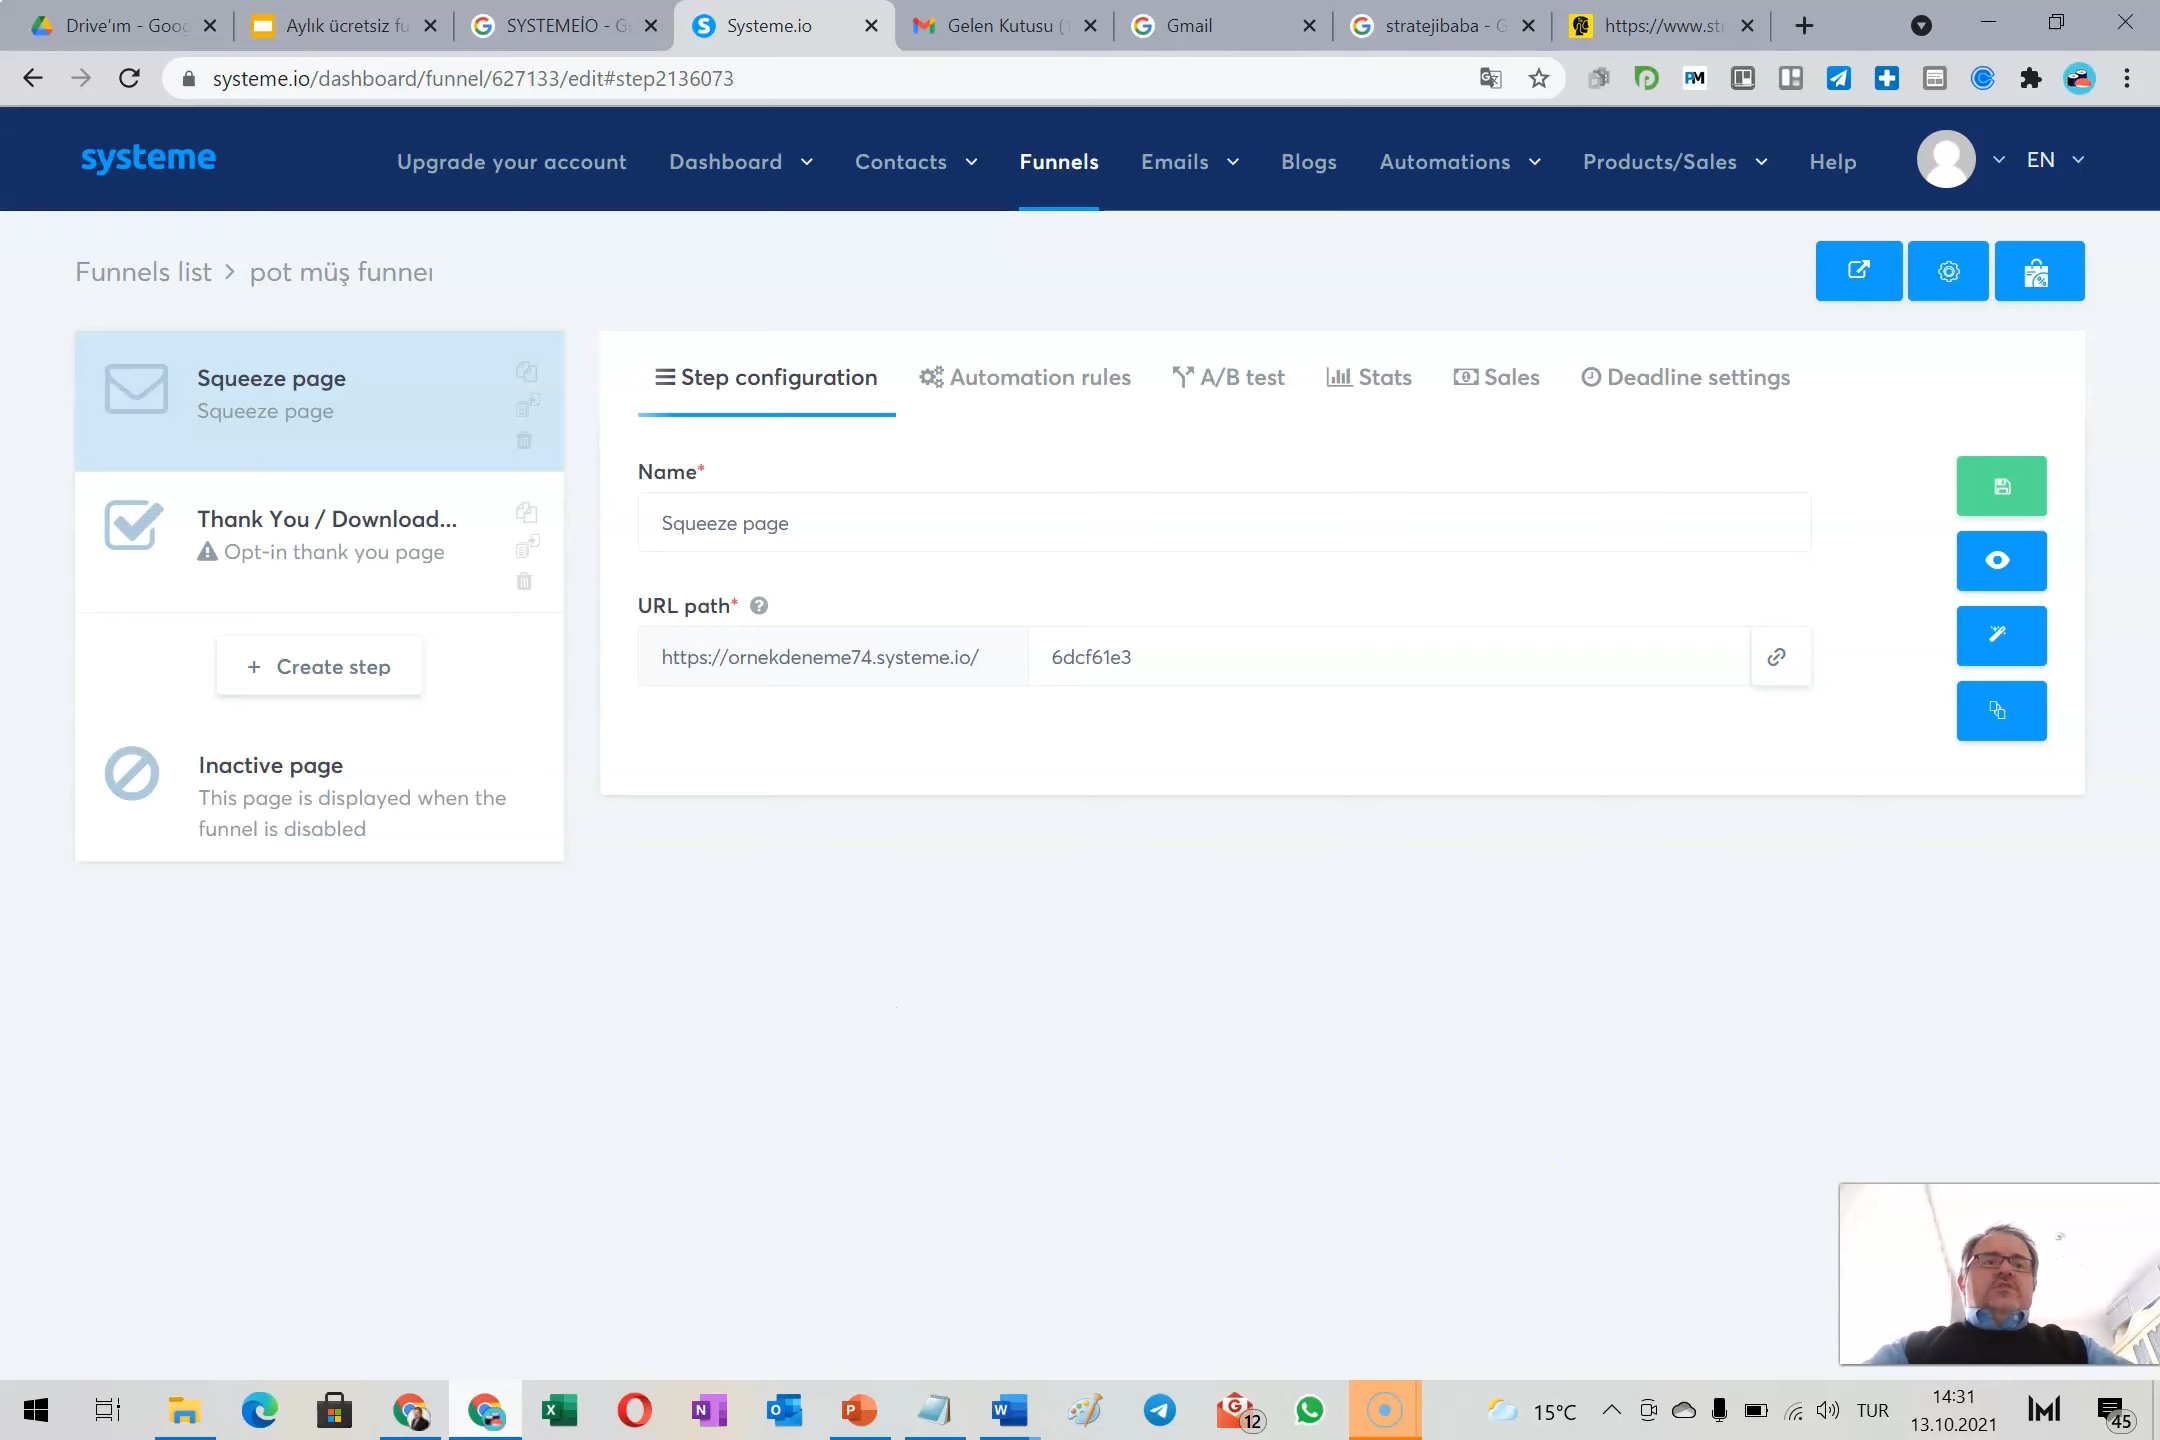 Drive'ım - Goog
Aylık ücretsiz fu
SYSTEMEİO - G
Systeme.io
Gelen Kutusu (1
Gmail
stratejibaba - G
https://www.str
systeme.io/dashboard/funnel/627133/edit#step2136073
PM
systeme
Upgrade your account
Dashboard
Contacts
Funnels
Emails
Blogs
Automations
Products/Sales
Help
EN
Funnels list > pot müş funnel
Squeeze page
Squeeze page
Thank You / Download...
Opt-in thank you page
+ Create step
Inactive page
This page is displayed when the
funnel is disabled
Step configuration
Automation rules
A/B test
Stats
Sales
Deadline settings
Name*
Squeeze page
URL path*
https://ornekdeneme74.systeme.io/
6dcf61e3
12
15°C
TUR
14:31
13.10.2021
45